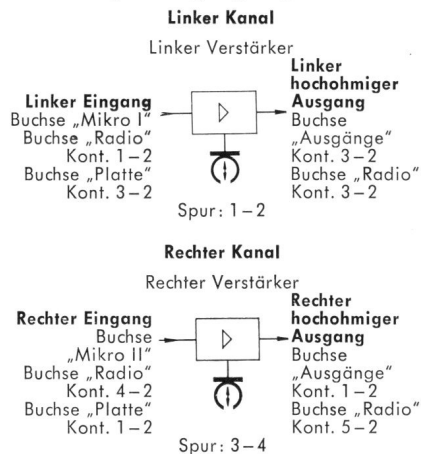 Linker Kanal
Linker Verstärker
Linker Eingang
Buchse „Mikro I“
Buchse „Radio“
Kont. 1–2
Buchse „Platte“
Kont. 3–2
Linker
hochohmiger
Ausgang
Buchse
„Ausgänge“
Kont. 3–2
Buchse „Radio“
Kont. 3–2
Spur: 1–2
Rechter Kanal
Rechter Verstärker
Rechter Eingang
Buchse
„Mikro II“
Buchse „Radio“
Kont. 4–2
Buchse „Platte“
Kont. 1–2
Rechter
hochohmiger
Ausgang
Buchse
„Ausgänge“
Kont. 1–2
Buchse „Radio“
Kont. 5–2
Spur: 3–4